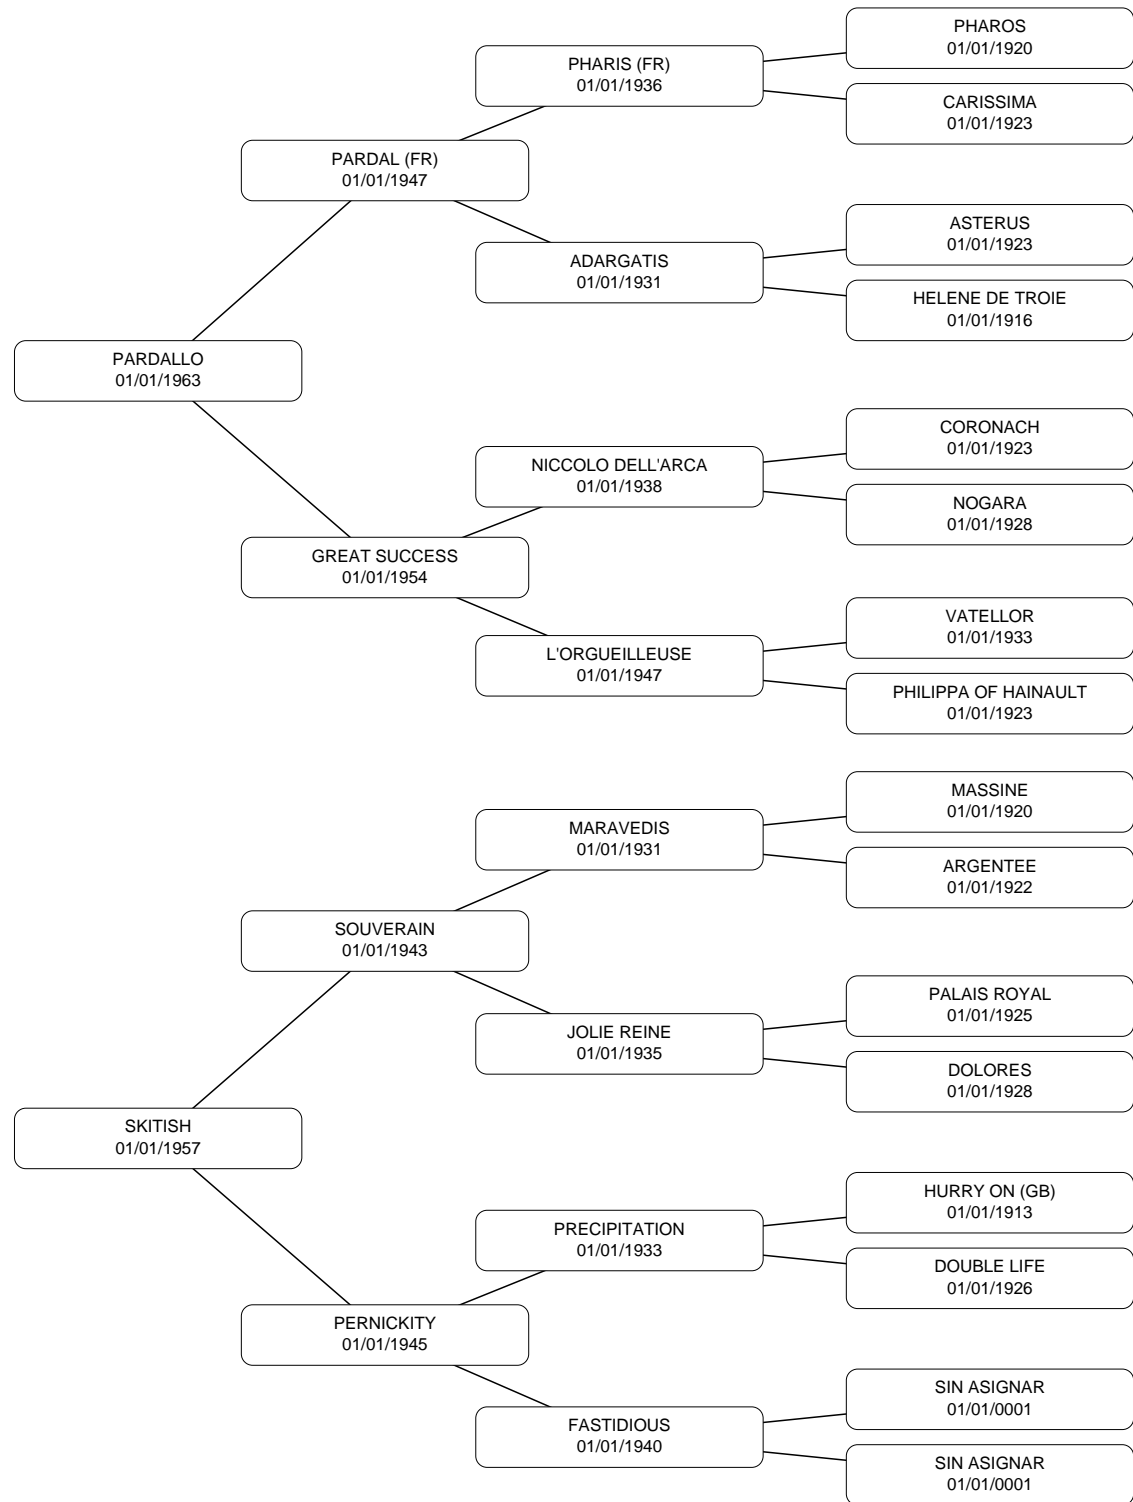 PHAROS
01/01/1920
PHARIS (FR)
01/01/1936
CARISSIMA
01/01/1923
PARDAL (FR)
01/01/1947
ASTERUS
01/01/1923
ADARGATIS
01/01/1931
HELENE DE TROIE
01/01/1916
PARDALLO
01/01/1963
CORONACH
01/01/1923
NICCOLO DELL'ARCA
01/01/1938
NOGARA
01/01/1928
GREAT SUCCESS
01/01/1954
VATELLOR
01/01/1933
L'ORGUEILLEUSE
01/01/1947
PHILIPPA OF HAINAULT
01/01/1923
MASSINE
01/01/1920
MARAVEDIS
01/01/1931
ARGENTEE
01/01/1922
SOUVERAIN
01/01/1943
PALAIS ROYAL
01/01/1925
JOLIE REINE
01/01/1935
DOLORES
01/01/1928
SKITISH
01/01/1957
HURRY ON (GB)
01/01/1913
PRECIPITATION
01/01/1933
DOUBLE LIFE
01/01/1926
PERNICKITY
01/01/1945
SIN ASIGNAR
01/01/0001
FASTIDIOUS
01/01/1940
SIN ASIGNAR
01/01/0001